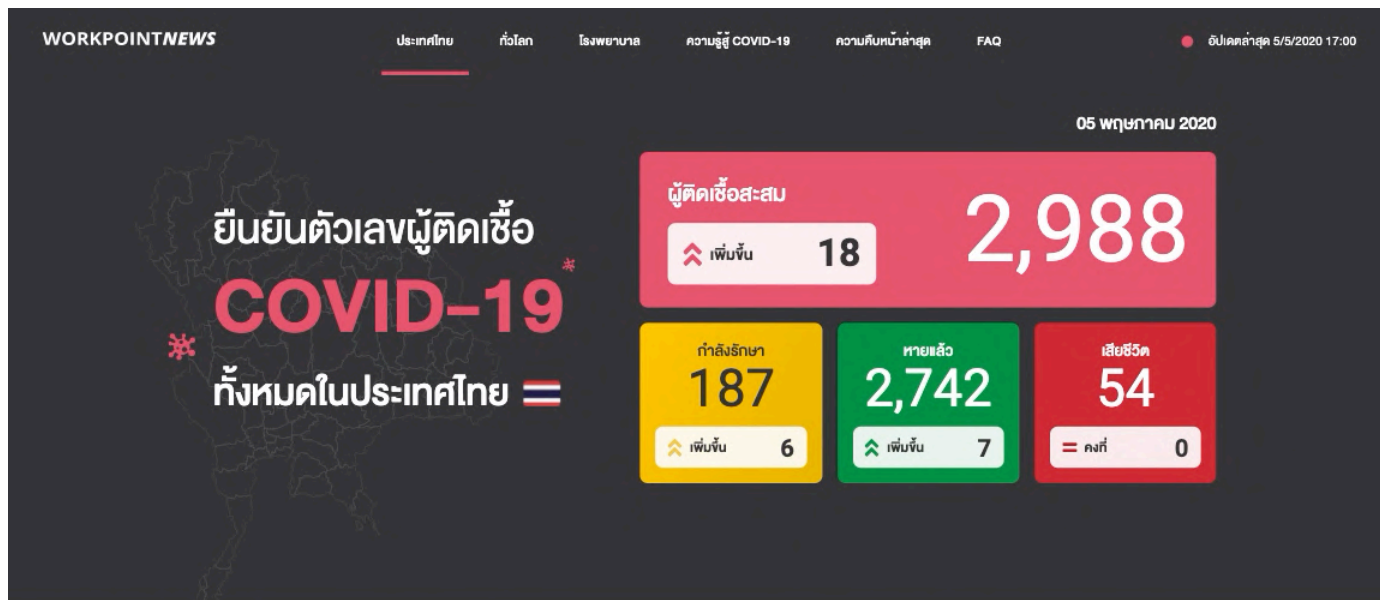 WORKPOINTNEWS
ประเทศไทย
ทั่วโลก
โรงพยาบาล
ความรู้สู้ COVID-19
ความคืบหน้าล่าสุด
FAQ
อัปเดตล่าสุด 5/5/2020 17:00
05 พฤษภาคม 2020
ยืนยันตัวเลขผู้ติดเชื้อ
COVID-19
ทั้งหมดในประเทศไทย
ผู้ติดเชื้อสะสม
2,988
เพิ่มขึ้น 18
กำลังรักษา
187
เพิ่มขึ้น 6
หายแล้ว
2,742
เพิ่มขึ้น 7
เสียชีวิต
54
คงที่ 0